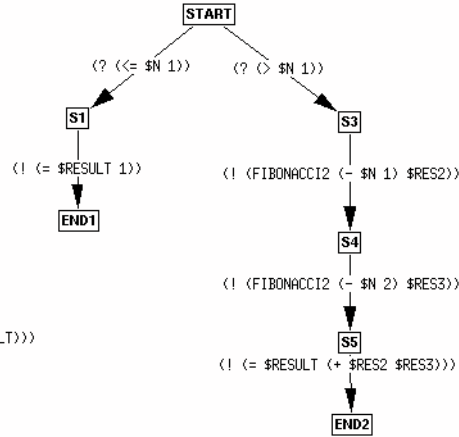 START
(? (<= $N 1))
(? (> $N 1))
S1
S3
(! (= $RESULT 1))
(! (FIBONACCI2 (- $N 1) $RES2))
END1
S4
(! (FIBONACCI2 (- $N 2) $RES3))
LT)))
S5
(! (= $RESULT (+ $RES2 $RES3)))
END2